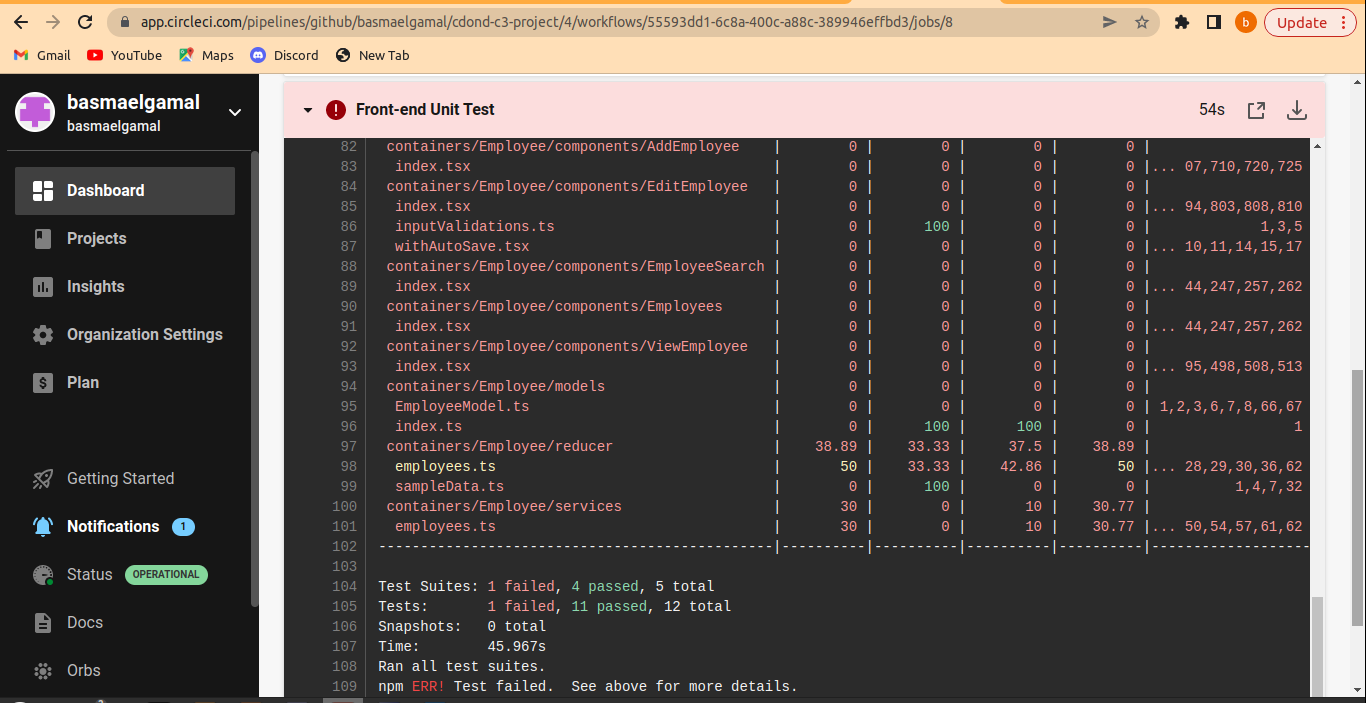 app.circleci.com/pipelines/github/basmaelgamal/cdond-c3-project/4/workflows/55593dd1-6c8a-400c-a88c-389946effbd3/jobs/8
b
Update
Gmail
YouTube
Maps
Discord
New Tab
basmaelgamal
basmaelgamal
Dashboard
Projects
Insights
Organization Settings
Plan
Getting Started
Notifications 1
Status OPERATIONAL
Docs
Orbs
Front-end Unit Test 54s
82 containers/Employee/components/AddEmployee | 0 | 0 | 0 | 0 |
83 index.tsx | 0 | 0 | 0 | 0 |... 07,710,720,725
84 containers/Employee/components/EditEmployee | 0 | 0 | 0 | 0 |
85 index.tsx | 0 | 0 | 0 | 0 |... 94,803,808,810
86 inputValidations.ts | 0 | 100 | 0 | 0 | 1,3,5
87 withAutoSave.tsx | 0 | 0 | 0 | 0 |... 10,11,14,15,17
88 containers/Employee/components/EmployeeSearch | 0 | 0 | 0 | 0 |
89 index.tsx | 0 | 0 | 0 | 0 |... 44,247,257,262
90 containers/Employee/components/Employees | 0 | 0 | 0 | 0 |
91 index.tsx | 0 | 0 | 0 | 0 |... 44,247,257,262
92 containers/Employee/components/ViewEmployee | 0 | 0 | 0 | 0 |
93 index.tsx | 0 | 0 | 0 | 0 |... 95,498,508,513
94 containers/Employee/models | 0 | 0 | 0 | 0 |
95 EmployeeModel.ts | 0 | 0 | 0 | 0 | 1,2,3,6,7,8,66,67
96 index.ts | 0 | 100 | 100 | 0 | 1
97 containers/Employee/reducer | 38.89 | 33.33 | 37.5 | 38.89 |
98 employees.ts | 50 | 33.33 | 42.86 | 50 |... 28,29,30,36,62
99 sampleData.ts | 0 | 100 | 0 | 0 | 1,4,7,32
100 containers/Employee/services | 30 | 0 | 10 | 30.77 |
101 employees.ts | 30 | 0 | 10 | 30.77 |... 50,54,57,61,62
102 -----------------------------------------------|----------|----------|----------|----------|-------------------
103
104 Test Suites: 1 failed, 4 passed, 5 total
105 Tests: 1 failed, 11 passed, 12 total
106 Snapshots: 0 total
107 Time: 45.967s
108 Ran all test suites.
109 npm ERR! Test failed. See above for more details.